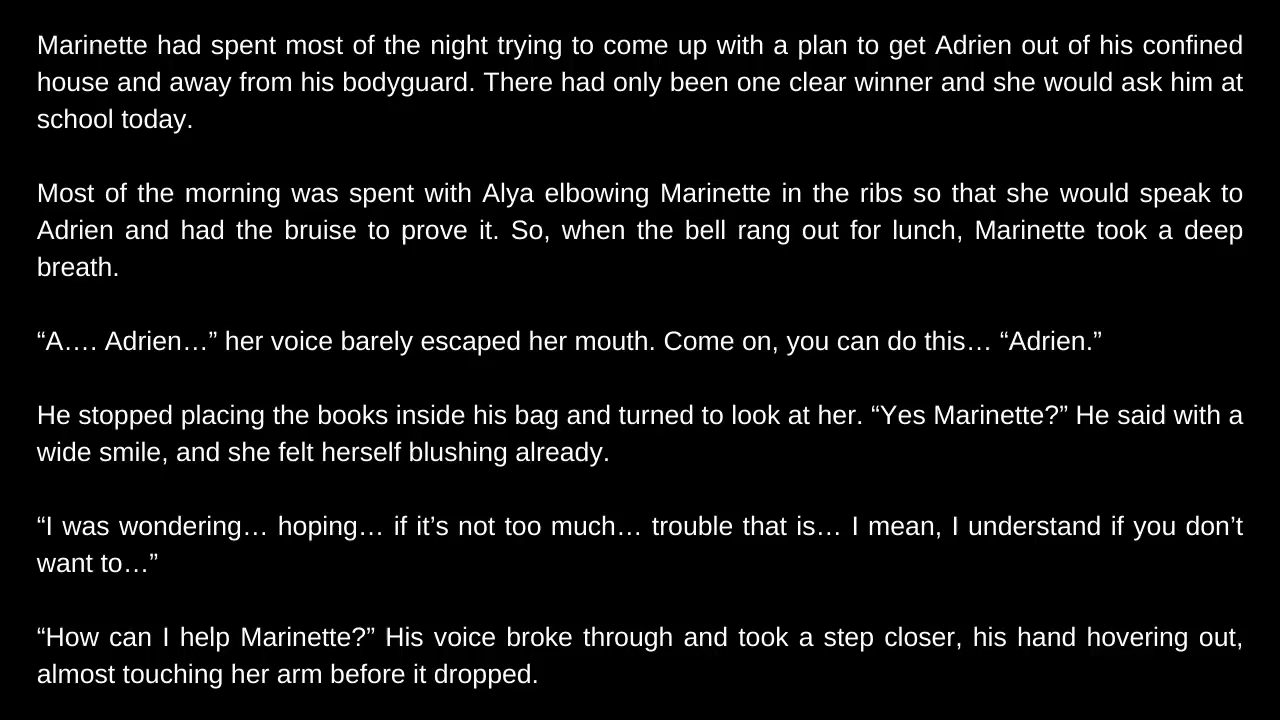 Marinette had spent most of the night trying to come up with a plan to get Adrien out of his confined
house and away from his bodyguard. There had only been one clear winner and she would ask him at
school today.
Most of the morning was spent with Alya elbowing Marinette in the ribs so that she would speak to
Adrien and had the bruise to prove it. So, when the bell rang out for lunch, Marinette took a deep
breath.
“A…. Adrien…” her voice barely escaped her mouth. Come on, you can do this… “Adrien.”
He stopped placing the books inside his bag and turned to look at her. “Yes Marinette?” He said with a
wide smile, and she felt herself blushing already.
“I was wondering… hoping… if it’s not too much… trouble that is… I mean, I understand if you don’t
want to…”
“How can I help Marinette?” His voice broke through and took a step closer, his hand hovering out,
almost touching her arm before it dropped.